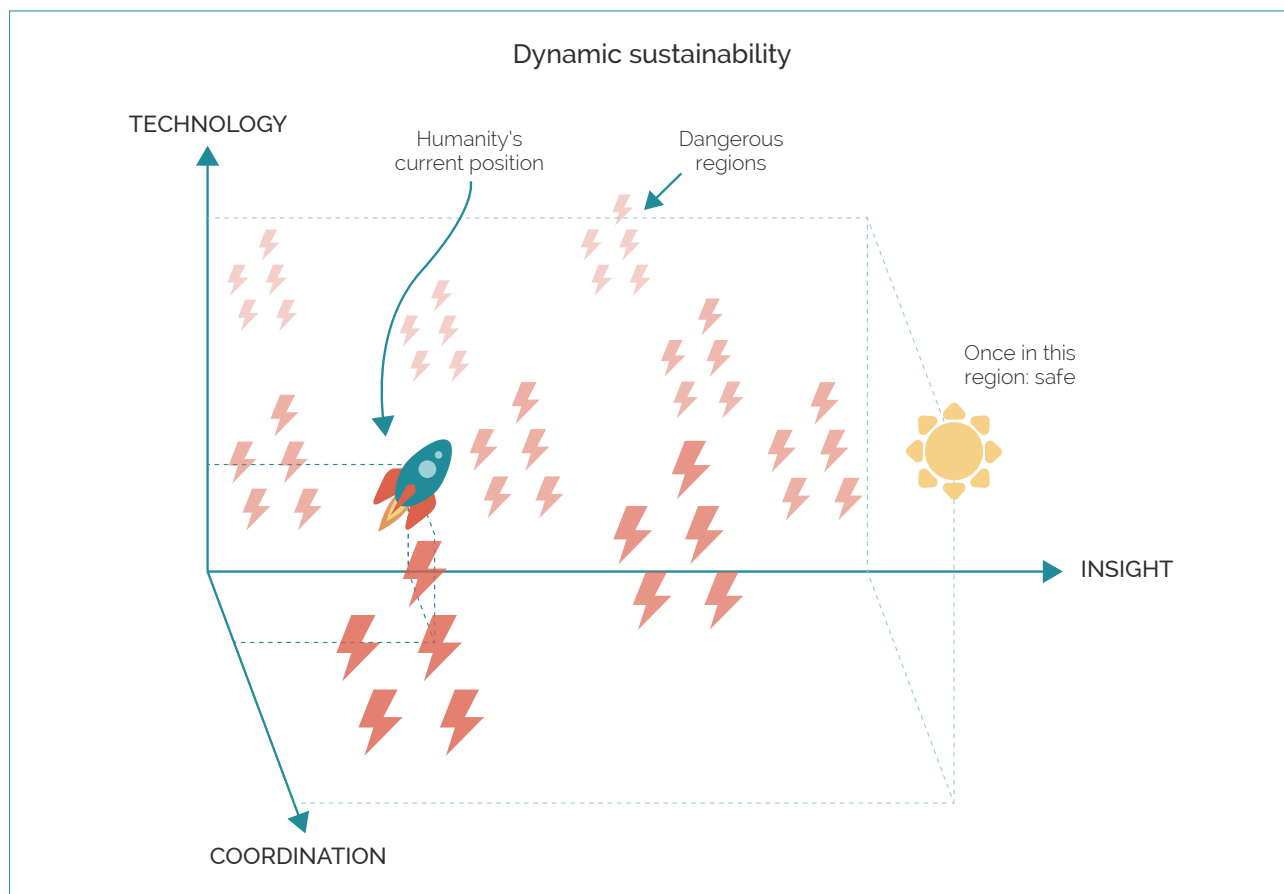 Dynamic sustainability
TECHNOLOGY
Humanity's
current position
Dangerous
regions
Once in this
region: safe
INSIGHT
COORDINATION